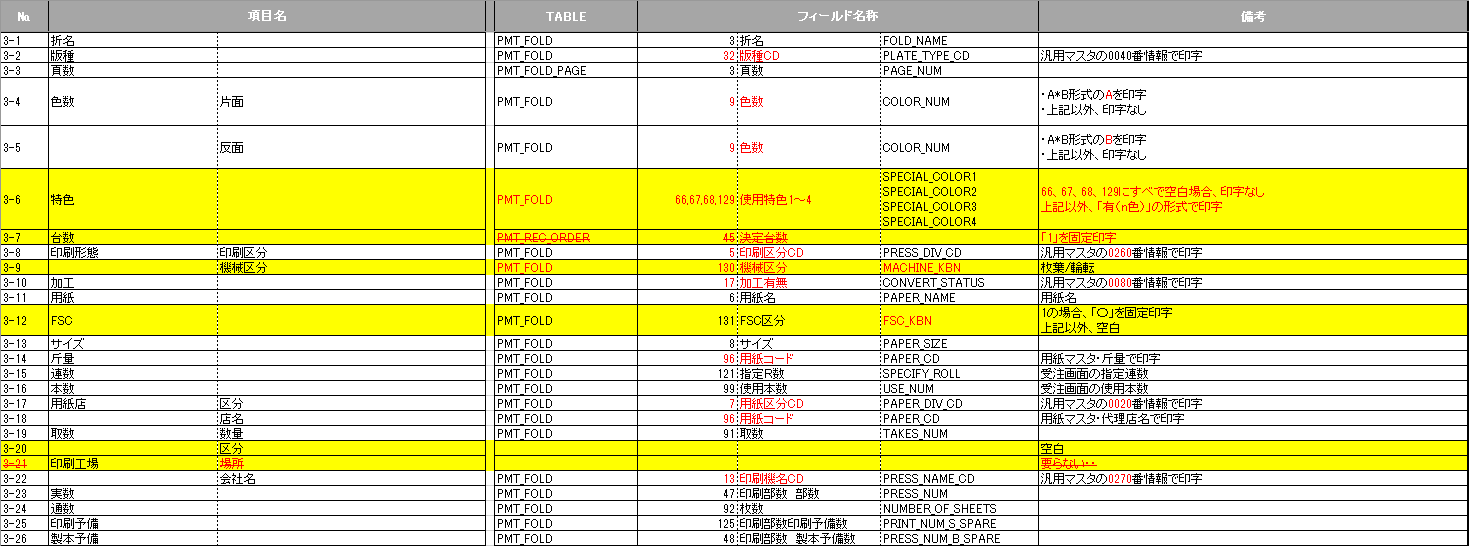 № 項目名 TABLE フィールド名称 備考
3-1 折名 PMT_FOLD 3 折名 FOLD_NAME
3-2 版種 PMT_FOLD 32 版種CD PLATE_TYPE_CD 汎用マスタの0040番情報で印字
3-3 頁数 PMT_FOLD_PAGE 3 頁数 PAGE_NUM
3-4 色数 片面 PMT_FOLD 9 色数 COLOR_NUM ・A*B形式のAを印字
・上記以外、印字なし
3-5 反面 PMT_FOLD 9 色数 COLOR_NUM ・A*B形式のBを印字
・上記以外、印字なし
3-6 特色 PMT_FOLD 66,67,68,129 使用特色1～4 SPECIAL_COLOR1
SPECIAL_COLOR2
SPECIAL_COLOR3
SPECIAL_COLOR4
66、67、68、129にすべで空白場合、印字なし
上記以外、「有（n色）」の形式で印字
3-7 台数 PMT_REC_ORDER 45 決定台数 「1」を固定印字
3-8 印刷形態 印刷区分 PMT_FOLD 5 印刷区分CD PRESS_DIV_CD 汎用マスタの0260番情報で印字
3-9 機械区分 PMT_FOLD 130 機械区分 MACHINE_KBN 枚葉/輪転
3-10 加工 PMT_FOLD 17 加工有無 CONVERT_STATUS 汎用マスタの0080番情報で印字
3-11 用紙 PMT_FOLD 6 用紙名 PAPER_NAME 用紙名
3-12 FSC PMT_FOLD 131 FSC区分 FSC_KBN 1の場合、「〇」を固定印字
上記以外、空白
3-13 サイズ PMT_FOLD 8 サイズ PAPER_SIZE
3-14 斤量 PMT_FOLD 96 用紙コード PAPER_CD 用紙マスタ・斤量で印字
3-15 連数 PMT_FOLD 121 指定R数 SPECIFY_ROLL 受注画面の指定連数
3-16 本数 PMT_FOLD 99 使用本数 USE_NUM 受注画面の使用本数
3-17 用紙店 区分 PMT_FOLD 7 用紙区分CD PAPER_DIV_CD 汎用マスタの0020番情報で印字
3-18 店名 PMT_FOLD 96 用紙コード PAPER_CD 用紙マスタ・代理店名で印字
3-19 取数 数量 PMT_FOLD 91 取数 TAKES_NUM
3-20 区分 空白
3-21 印刷工場 場所 要らない・・
3-22 会社名 PMT_FOLD 13 印刷機名CD PRESS_NAME_CD 汎用マスタの0270番情報で印字
3-23 実数 PMT_FOLD 47 印刷部数　部数 PRESS_NUM
3-24 通数 PMT_FOLD 92 枚数 NUMBER_OF_SHEETS
3-25 印刷予備 PMT_FOLD 125 印刷部数印刷予備数 PRINT_NUM_S_SPARE
3-26 製本予備 PMT_FOLD 48 印刷部数　製本予備数 PRESS_NUM_B_SPARE